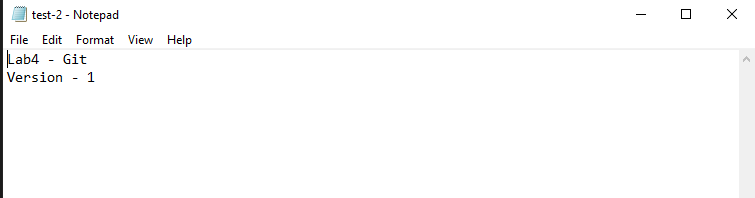 test-2 - Notepad
File Edit Format View Help
Lab4 - Git
Version - 1